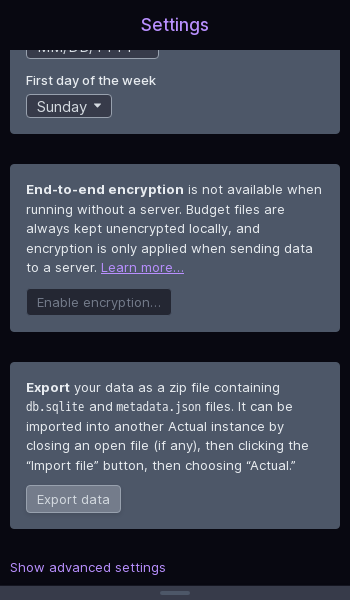 Settings
MM/DD/YYYY
First day of the week
Sunday
End-to-end encryption is not available when
running without a server. Budget files are
always kept unencrypted locally, and
encryption is only applied when sending data
to a server. Learn more…
Enable encryption…
Export your data as a zip file containing
db.sqlite and metadata.json files. It can be
imported into another Actual instance by
closing an open file (if any), then clicking the
“Import file” button, then choosing “Actual.”
Export data
Show advanced settings